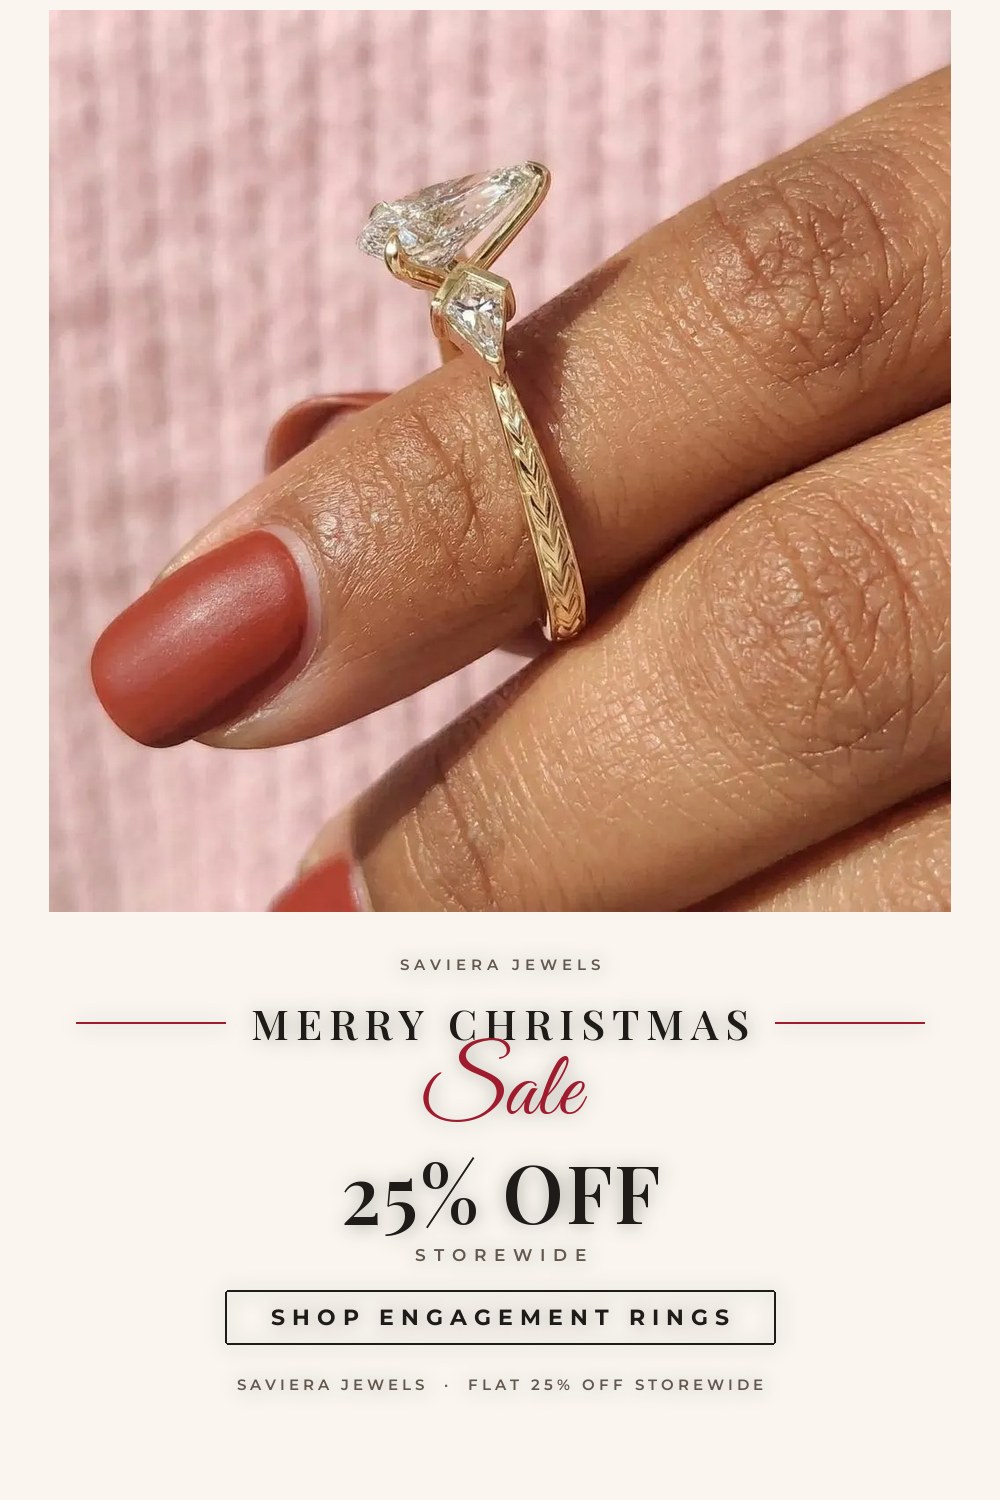 SAVIERA JEWELS
MERRY CHRISTMAS
Sale
25% OFF
STOREWIDE
SHOP ENGAGEMENT RINGS
SAVIERA JEWELS · FLAT 25% OFF STOREWIDE